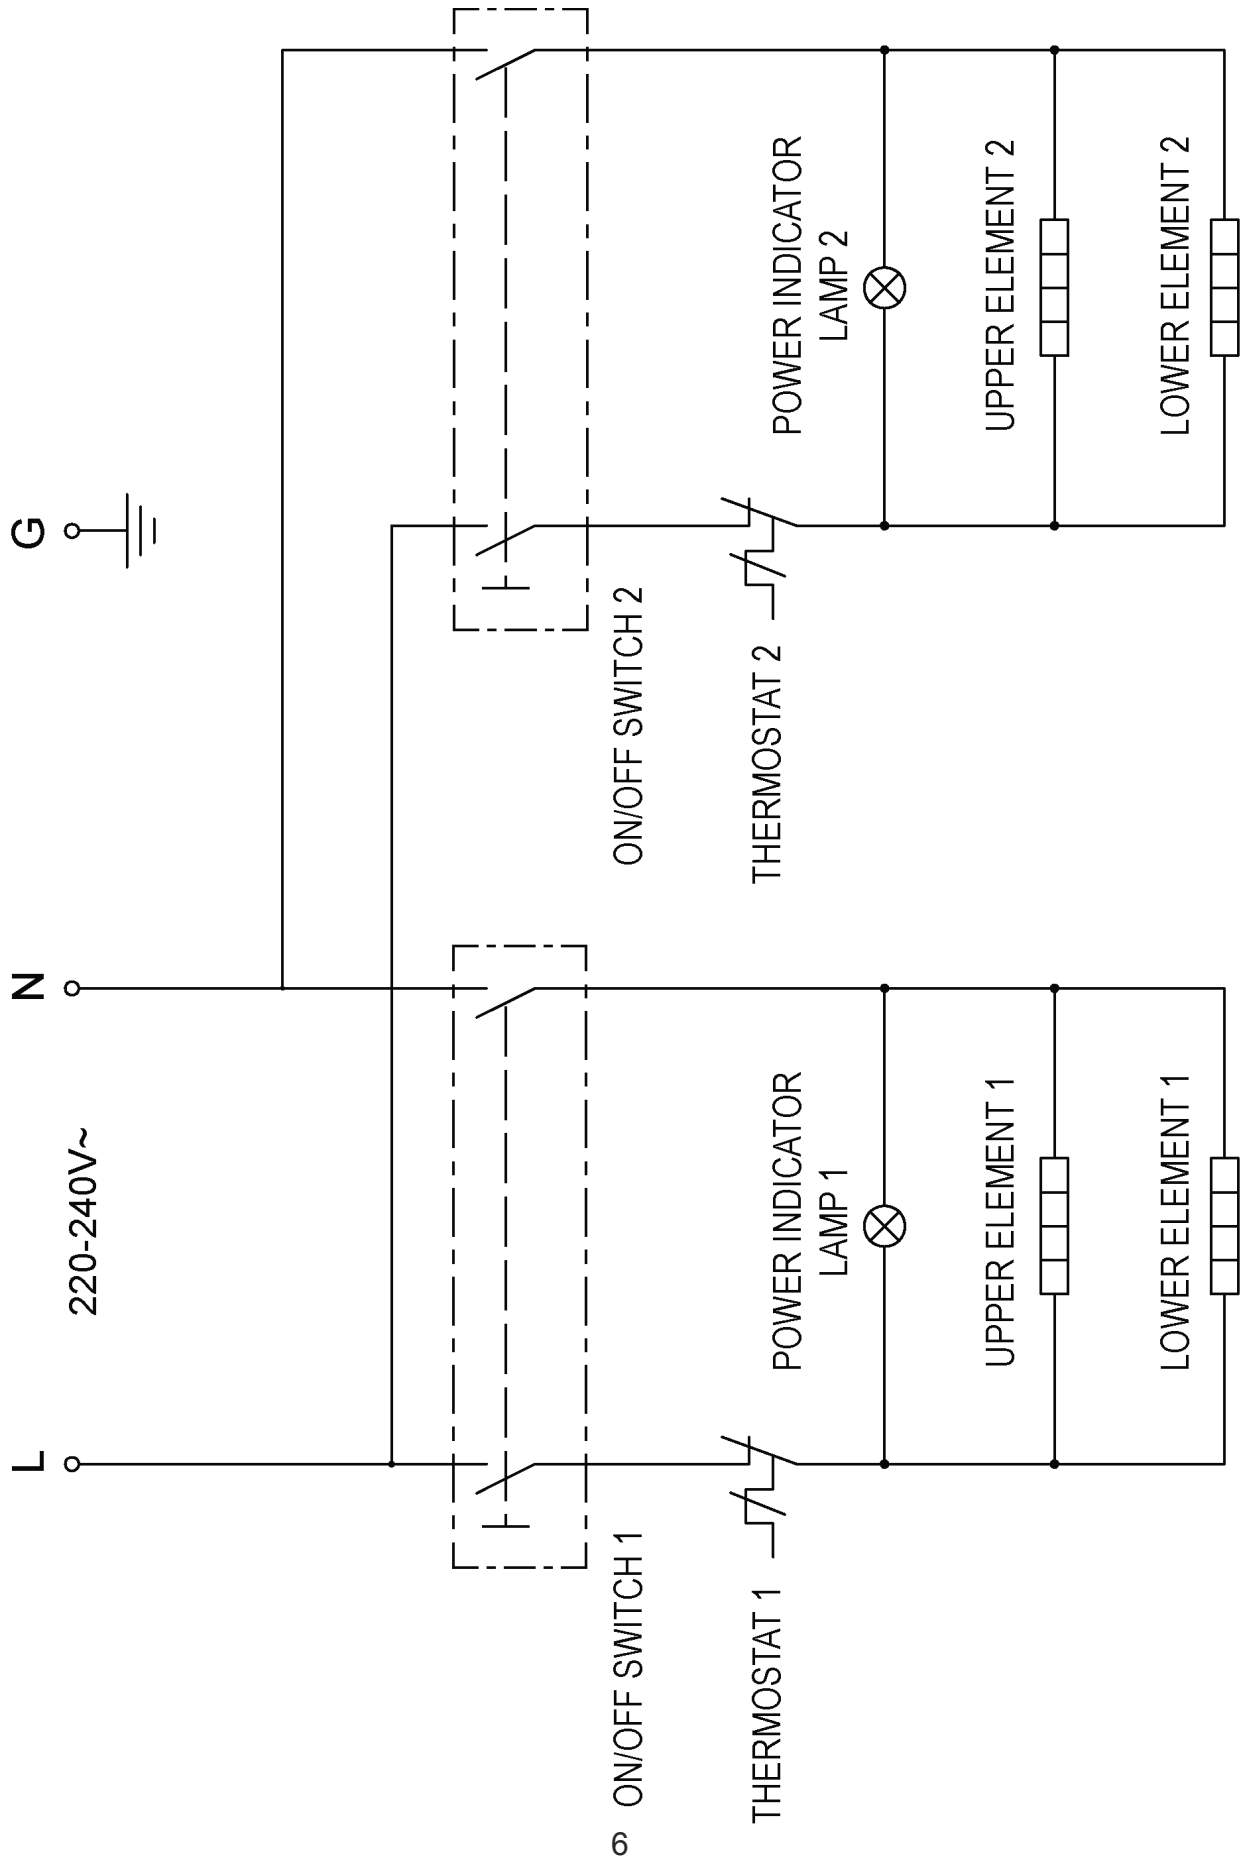 L
220-240V~
N
G
ON/OFF SWITCH 1
THERMOSTAT 1
POWER INDICATOR
LAMP 1
UPPER ELEMENT 1
LOWER ELEMENT 1
ON/OFF SWITCH 2
THERMOSTAT 2
POWER INDICATOR
LAMP 2
UPPER ELEMENT 2
LOWER ELEMENT 2
6